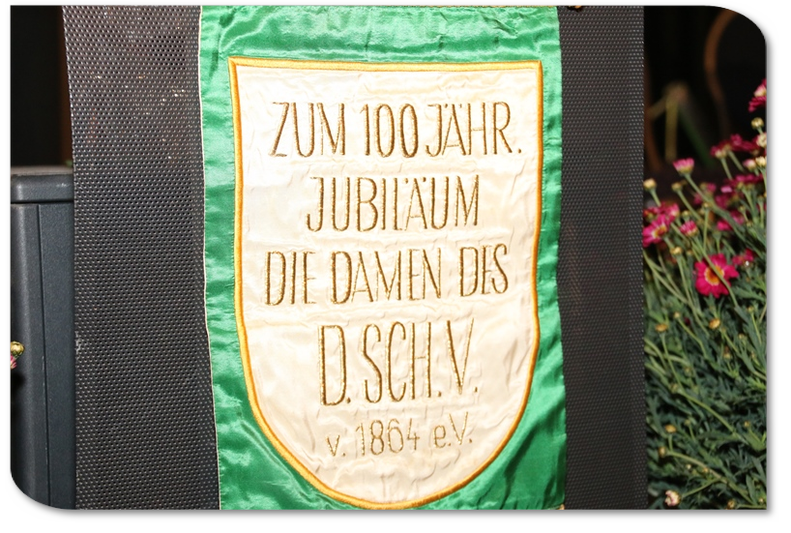 ZUM 100 JÄHR.
JUBILÄUM
DIE DAMEN DES
D. SCH. V.
v. 1864 e.V.